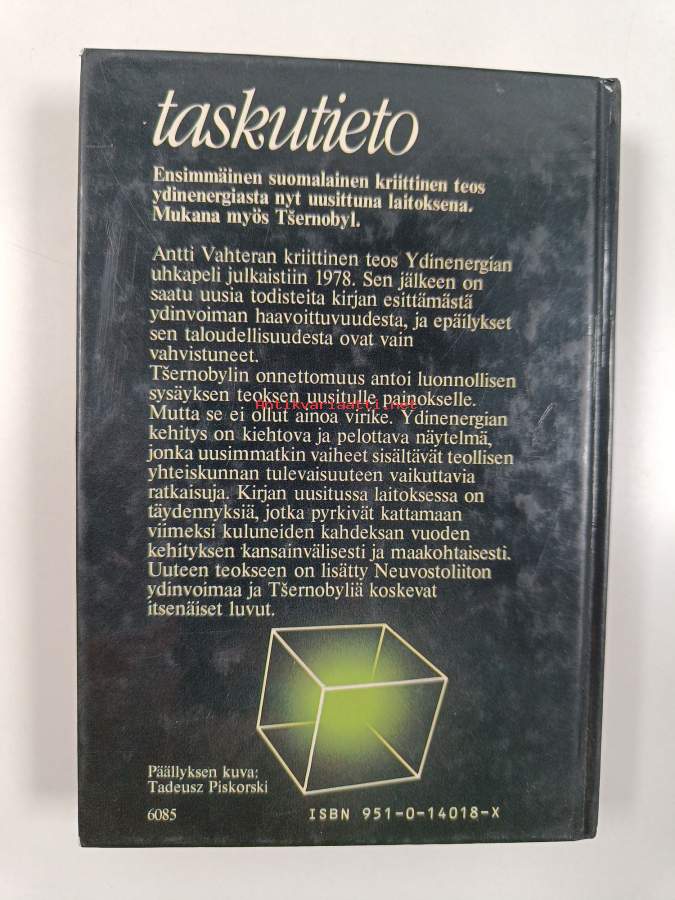 taskutieto
Ensimmäinen suomalainen kriittinen teos
ydinenergiasta nyt uusittuna laitoksena.
Mukana myös Tšernobyl.
Antti Vahteran kriittinen teos Ydinenergian
uhkapeli julkaistiin 1978. Sen jälkeen on
saatu uusia todisteita kirjan esittämästä
ydinvoiman haavoittuvuudesta, ja epäilykset
sen taloudellisuudesta ovat vain
vahvistuneet.
Tšernobylin onnettomuus antoi luonnollisen
sysäyksen teoksen uusitulle painokselle.
Antikvariaatti.net
Mutta se ei ollut ainoa virike. Ydinenergian
kehitys on kiehtova ja pelottava näytelmä,
jonka uusimmatkin vaiheet sisältävät teollisen
yhteiskunnan tulevaisuuteen vaikuttavia
ratkaisuja. Kirjan uusitussa laitoksessa on
täydennyksiä, jotka pyrkivät kattamaan
viimeksi kuluneiden kahdeksan vuoden
kehityksen kansainvälisesti ja maakohtaisesti.
Uuteen teokseen on lisätty Neuvostoliiton
ydinvoimaa ja Tšernobyliä koskevat
itsenäiset luvut.
Päällyksen kuva:
Tadeusz Piskorski
6085
ISBN 951-0-14018-X